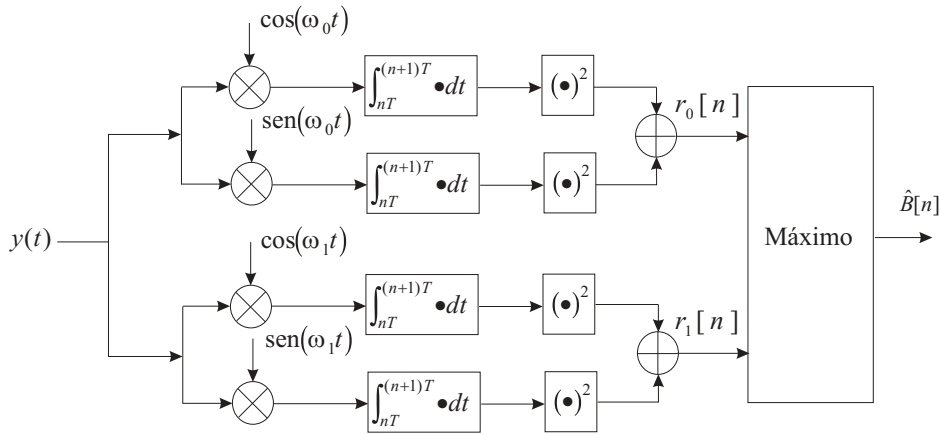 cos(ω₀t)
∫ₙT⁽ⁿ⁺¹⁾ᵀ •dt
(•)²
sen(ω₀t)
r₀[n]
∫ₙT⁽ⁿ⁺¹⁾ᵀ •dt
(•)²
y(t)
Máximo
B̂[n]
cos(ω₁t)
∫ₙT⁽ⁿ⁺¹⁾ᵀ •dt
(•)²
sen(ω₁t)
r₁[n]
∫ₙT⁽ⁿ⁺¹⁾ᵀ •dt
(•)²